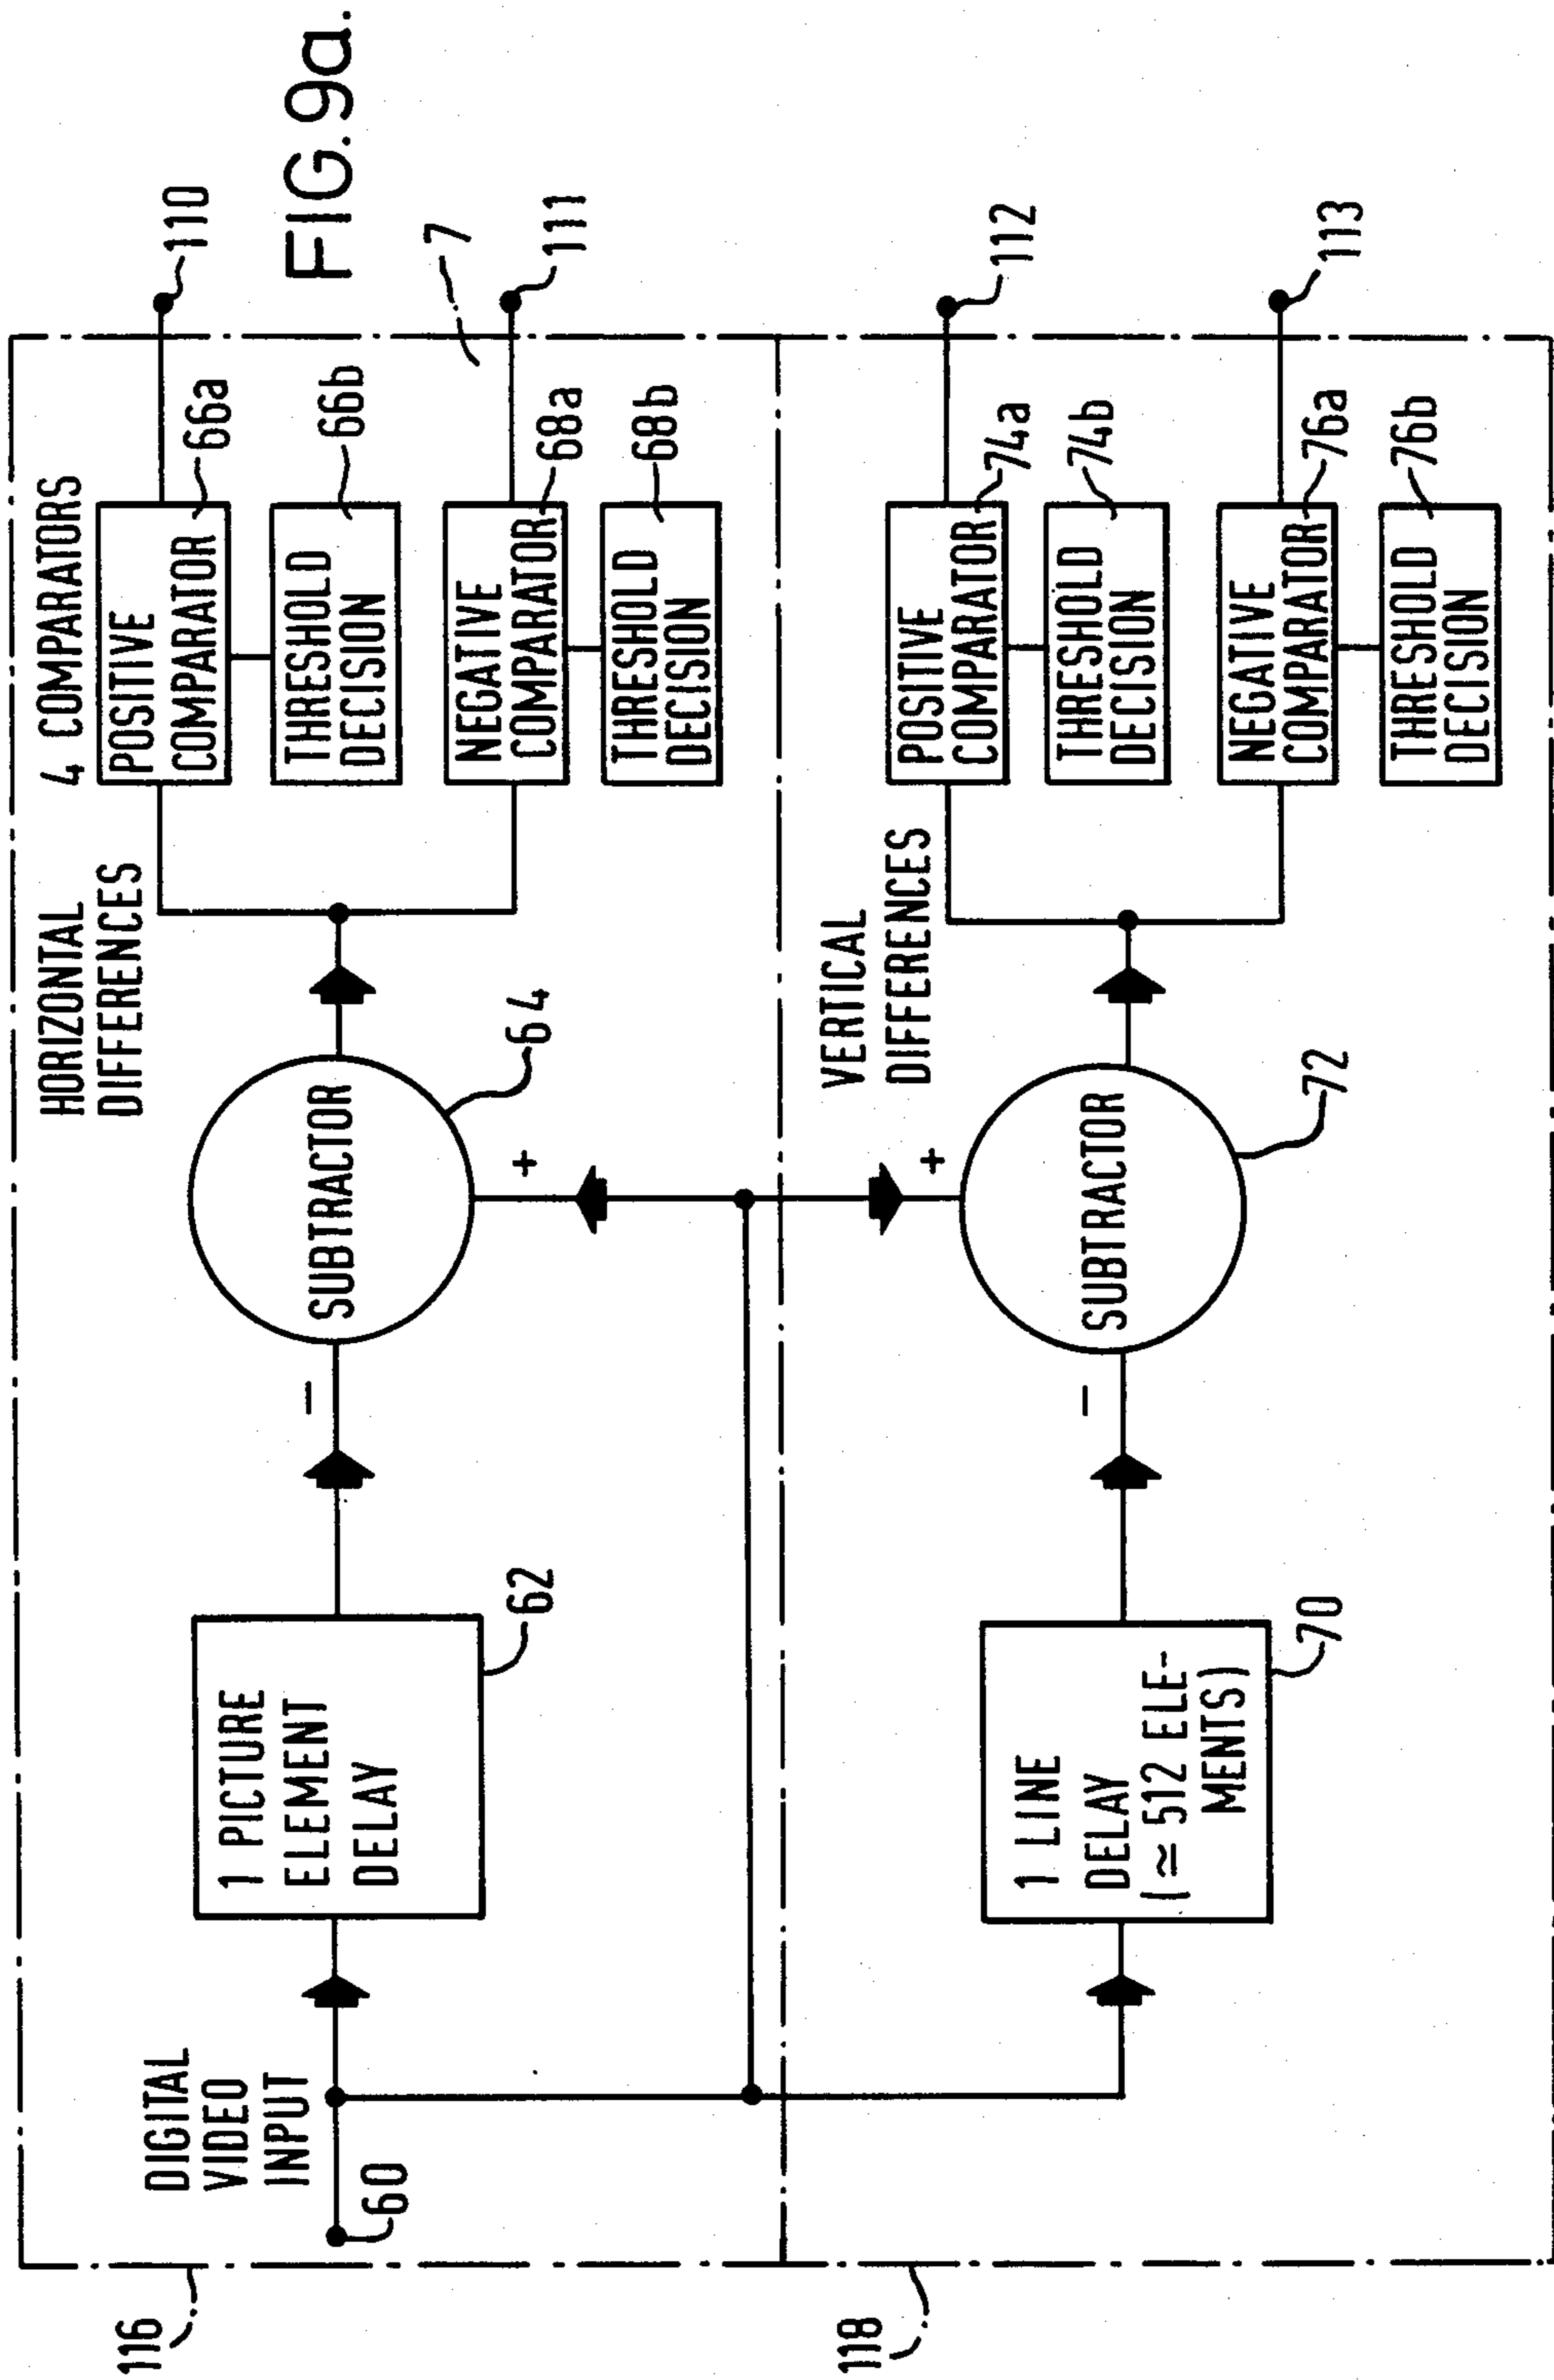 FIG.9a.
116
DIGITAL
VIDEO
INPUT
60
1 PICTURE
ELEMENT
DELAY
62
−
SUBTRACTOR
64
+
HORIZONTAL
DIFFERENCES
4 COMPARATORS
POSITIVE
COMPARATOR
66a
THRESHOLD
DECISION
66b
NEGATIVE
COMPARATOR
68a
THRESHOLD
DECISION
68b
110
7
111
118
1 LINE
DELAY
(≃ 512 ELE-
MENTS)
70
−
SUBTRACTOR
72
+
VERTICAL
DIFFERENCES
POSITIVE
COMPARATOR
74a
THRESHOLD
DECISION
74b
NEGATIVE
COMPARATOR
76a
THRESHOLD
DECISION
76b
112
113